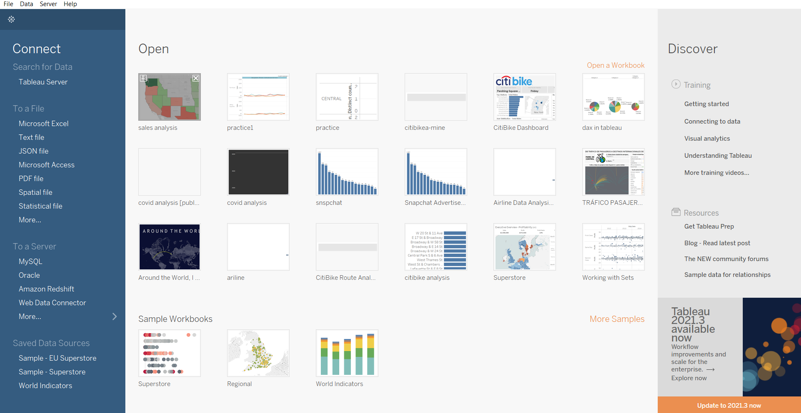 File Data Server Help
Connect
Search for Data
Tableau Server
To a File
Microsoft Excel
Text file
JSON file
Microsoft Access
PDF file
Spatial file
Statistical file
More...
To a Server
MySQL
Oracle
Amazon Redshift
Web Data Connector
More...
Saved Data Sources
Sample - EU Superstore
Sample - Superstore
World Indicators
Open
Open a Workbook
CENTRAL
citi bike
sales analysis
practice1
practice
citibikea-mine
CitiBike Dashboard
dax in tableau
covid analysis [publ...
covid analysis
snspchat
Snapchat Advertise...
Airline Data Analysi...
TRÁFICO PASAJER...
AROUND THE WORL
Around the World, I ...
airline
CitiBike Route Anal...
citibike analysis
Superstore
Working with Sets
Sample Workbooks
More Samples
Superstore
Regional
World Indicators
Discover
Training
Getting started
Connecting to data
Visual analytics
Understanding Tableau
More training videos...
Resources
Get Tableau Prep
Blog - Read latest post
The NEW community forums
Sample data for relationships
Tableau
2021.3
available
now
Workflow
improvements and
scale for the
enterprise. →
Explore now
Update to 2021.3 now